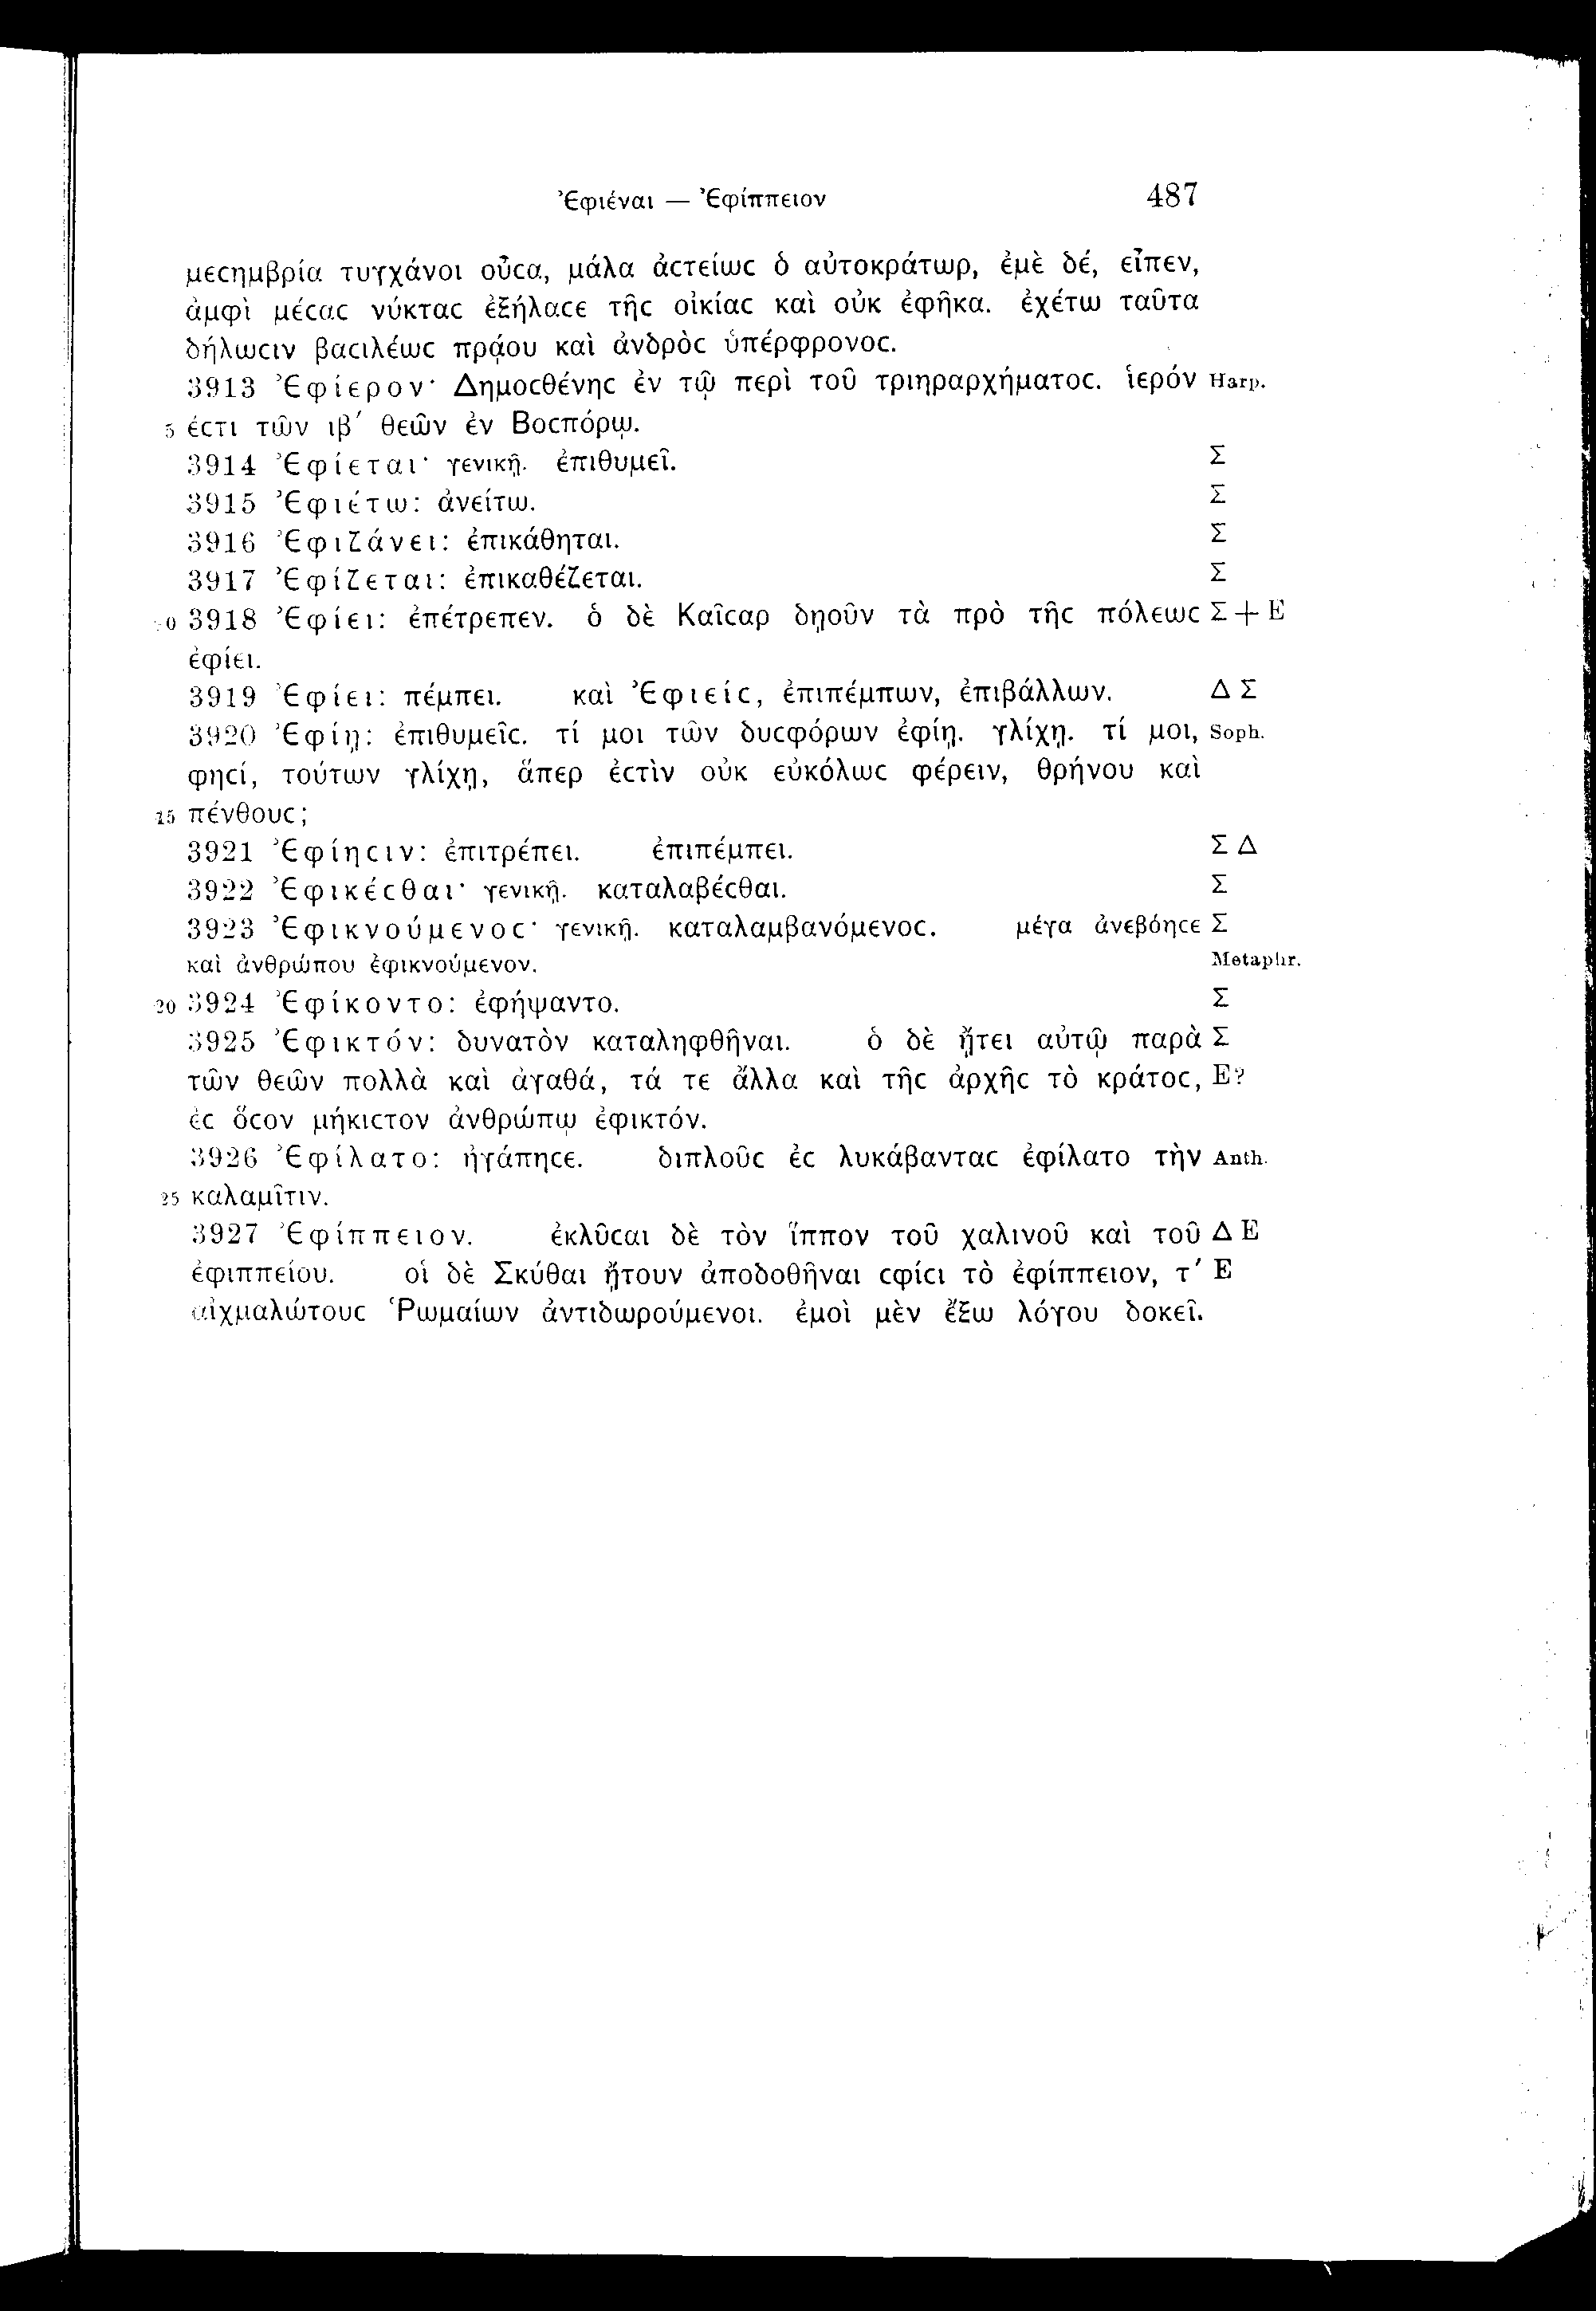 Ἐφιέναι — Ἐφίππειον 487
μεϲημβρία τυγχάνοι οὖϲα, μάλα ἀϲτείωϲ ὁ αὐτοκράτωρ, ἐμὲ δέ, εἶπεν,
ἀμφὶ μέϲαϲ νύκταϲ ἐξήλαϲε τῆϲ οἰκίαϲ καὶ οὐκ ἐφῆκα. ἐχέτω ταῦτα
δήλωϲιν βαϲιλέωϲ πρᾴου καὶ ἀνδρὸϲ ὑπέρφρονοϲ.
3913 Ἐφίερον· Δημοϲθένηϲ ἐν τῷ περὶ τοῦ τριηραρχήματοϲ. ἱερόν Harp.
5 ἐϲτι τῶν ιβ′ θεῶν ἐν Βοϲπόρῳ.
3914 Ἐφίεται· γενικῇ. ἐπιθυμεῖ. Σ
3915 Ἐφιέτω: ἀνείτω. Σ
3916 Ἐφιζάνει: ἐπικάθηται. Σ
3917 Ἐφίζεται: ἐπικαθέζεται. Σ
10 3918 Ἐφίει: ἐπέτρεπεν. ὁ δὲ Καῖϲαρ δῃοῦν τὰ πρὸ τῆϲ πόλεωϲ Σ + E
ἐφίει.
3919 Ἐφίει: πέμπει. καὶ Ἐφιείϲ, ἐπιπέμπων, ἐπιβάλλων. Δ Σ
3920 Ἐφίῃ: ἐπιθυμεῖϲ. τί μοι τῶν δυϲφόρων ἐφίῃ. γλίχῃ. τί μοι, Soph.
φηϲί, τούτων γλίχῃ, ἅπερ ἐϲτὶν οὐκ εὐκόλωϲ φέρειν, θρήνου καὶ
15 πένθουϲ;
3921 Ἐφίηϲιν: ἐπιτρέπει. ἐπιπέμπει. Σ Δ
3922 Ἐφικέϲθαι· γενικῇ. καταλαβέϲθαι. Σ
3923 Ἐφικνούμενοϲ· γενικῇ. καταλαμβανόμενοϲ. μέγα ἀνεβόηϲε Σ
καὶ ἀνθρώπου ἐφικνούμενον. Metaphr.
20 3924 Ἐφίκοντο: ἐφήψαντο. Σ
3925 Ἐφικτόν: δυνατὸν καταληφθῆναι. ὁ δὲ ᾔτει αὐτῷ παρὰ Σ
τῶν θεῶν πολλὰ καὶ ἀγαθά, τά τε ἄλλα καὶ τῆϲ ἀρχῆϲ τὸ κράτοϲ, E?
ἐϲ ὅϲον μήκιϲτον ἀνθρώπῳ ἐφικτόν.
3926 Ἐφίλατο: ἠγάπηϲε. διπλοῦϲ ἐϲ λυκάβανταϲ ἐφίλατο τὴν Anth.
25 καλαμῖτιν.
3927 Ἐφίππειον. ἐκλῦϲαι δὲ τὸν ἵππον τοῦ χαλινοῦ καὶ τοῦ Δ E
ἐφιππείου. οἱ δὲ Σκύθαι ᾔτουν ἀποδοθῆναι ϲφίϲι τὸ ἐφίππειον, τ′ E
αἰχμαλώτουϲ Ῥωμαίων ἀντιδωρούμενοι. ἐμοὶ μὲν ἔξω λόγου δοκεῖ.